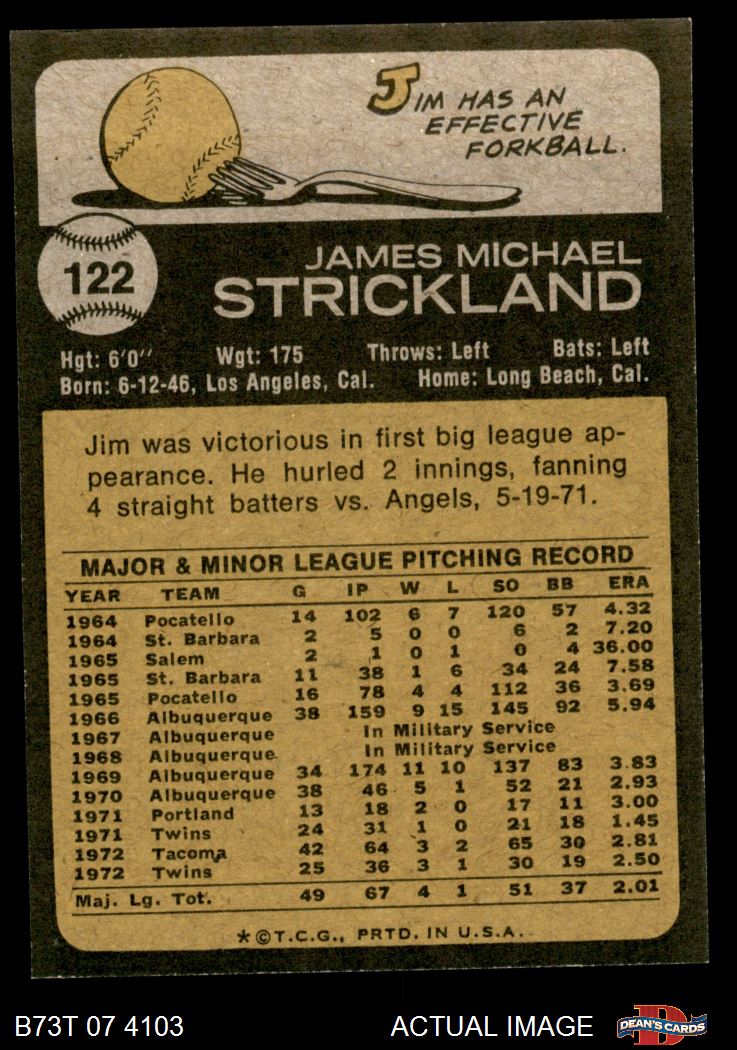 JIM HAS AN
EFFECTIVE
FORKBALL.
122
JAMES MICHAEL
STRICKLAND
Hgt: 6'0" Wgt: 175 Throws: Left Bats: Left
Born: 6-12-46, Los Angeles, Cal. Home: Long Beach, Cal.
Jim was victorious in first big league ap-
pearance. He hurled 2 innings, fanning
4 straight batters vs. Angels, 5-19-71.
MAJOR & MINOR LEAGUE PITCHING RECORD
YEAR TEAM G IP W L SO BB ERA
1964 Pocatello 14 102 6 7 120 57 4.32
1964 St. Barbara 2 5 0 0 6 2 7.20
1965 Salem 2 1 0 1 0 4 36.00
1965 St. Barbara 11 38 1 6 34 24 7.58
1965 Pocatello 16 78 4 4 112 36 3.69
1966 Albuquerque 38 159 9 15 145 92 5.94
1967 Albuquerque In Military Service
1968 Albuquerque In Military Service
1969 Albuquerque 34 174 11 10 137 83 3.83
1970 Albuquerque 38 46 5 1 52 21 2.93
1971 Portland 13 18 2 0 17 11 3.00
1971 Twins 24 31 1 0 21 18 1.45
1972 Tacoma 42 64 3 2 65 30 2.81
1972 Twins 25 36 3 1 30 19 2.50
Maj. Lg. Tot. 49 67 4 1 51 37 2.01
*©T.C.G., PRTD. IN U.S.A.
B73T 07 4103 ACTUAL IMAGE DEAN'S CARDS